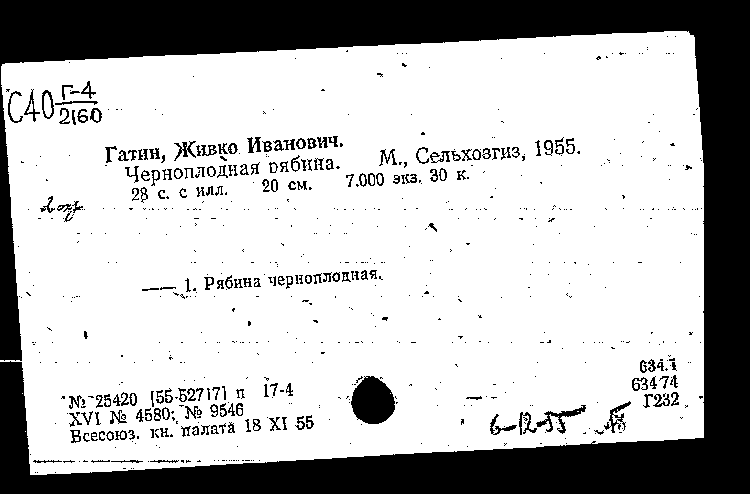 С40 Г-4
2160
Гатин, Живко Иванович.
Черноплодная рябина. М., Сельхозгиз, 1955.
28 с. с илл. 20 см. 7.000 экз. 30 к.
2 экз
—— 1. Рябина черноплодная.
634.1
№ 25420 [55-52717] п 17-4 634 74
XVI № 4580; № 9546 Г232
Всесоюз. кн. палата 18 XI 55
6-12-55